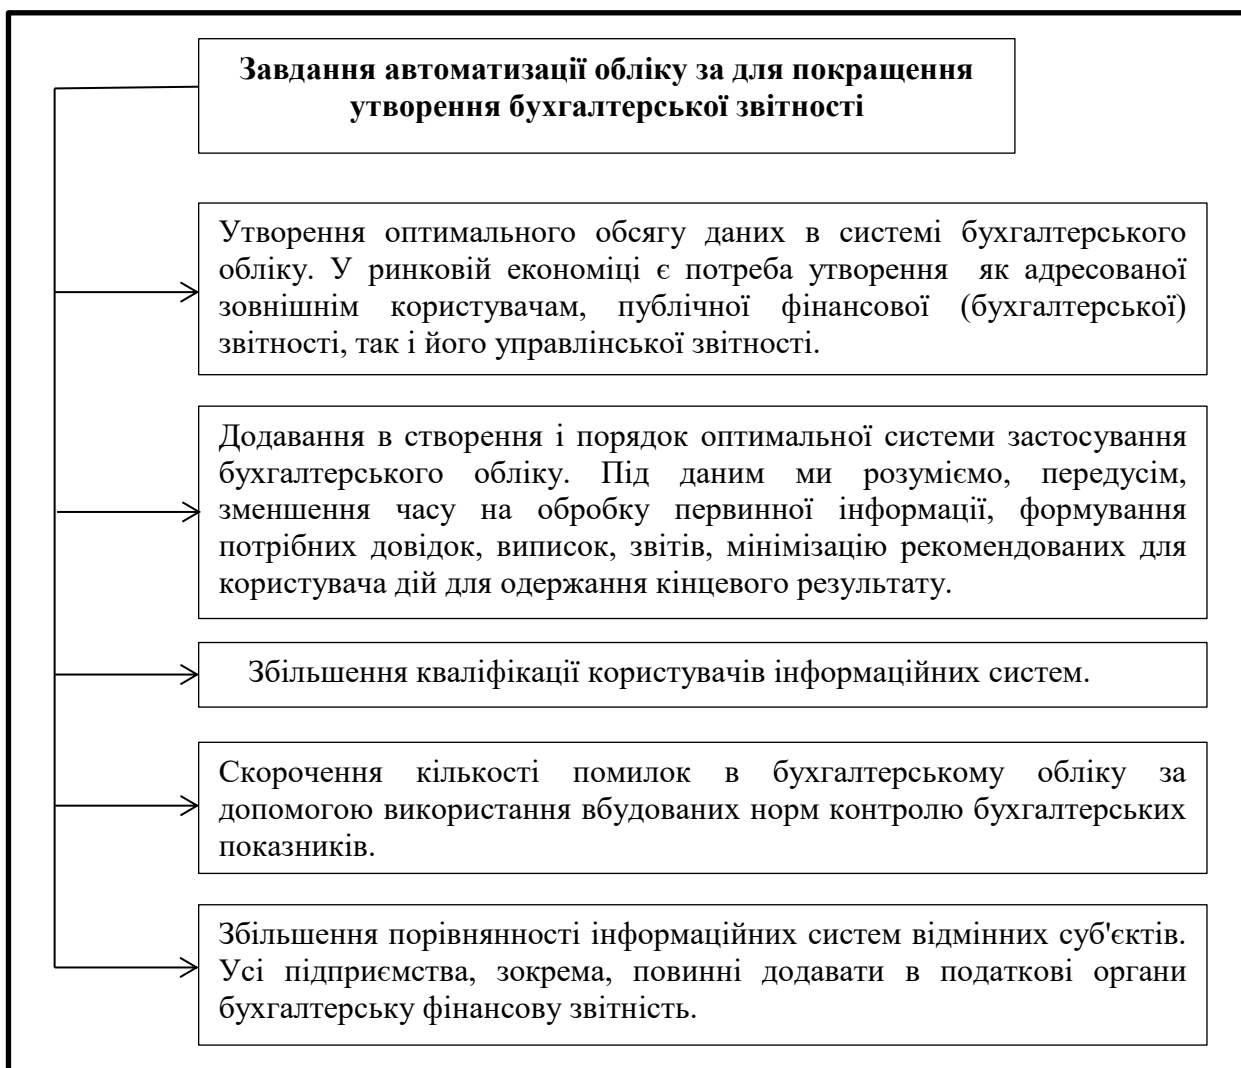 Завдання автоматизації обліку за для покращення
утворення бухгалтерської звітності
Утворення оптимального обсягу даних в системі бухгалтерського
обліку. У ринковій економіці є потреба утворення як адресованої
зовнішнім користувачам, публічної фінансової (бухгалтерської)
звітності, так і його управлінської звітності.
Додавання в створення і порядок оптимальної системи застосування
бухгалтерського обліку. Під даним ми розуміємо, передусім,
зменшення часу на обробку первинної інформації, формування
потрібних довідок, виписок, звітів, мінімізацію рекомендованих для
користувача дій для одержання кінцевого результату.
Збільшення кваліфікації користувачів інформаційних систем.
Скорочення кількості помилок в бухгалтерському обліку за
допомогою використання вбудованих норм контролю бухгалтерських
показників.
Збільшення порівнянності інформаційних систем відмінних суб'єктів.
Усі підприємства, зокрема, повинні додавати в податкові органи
бухгалтерську фінансову звітність.